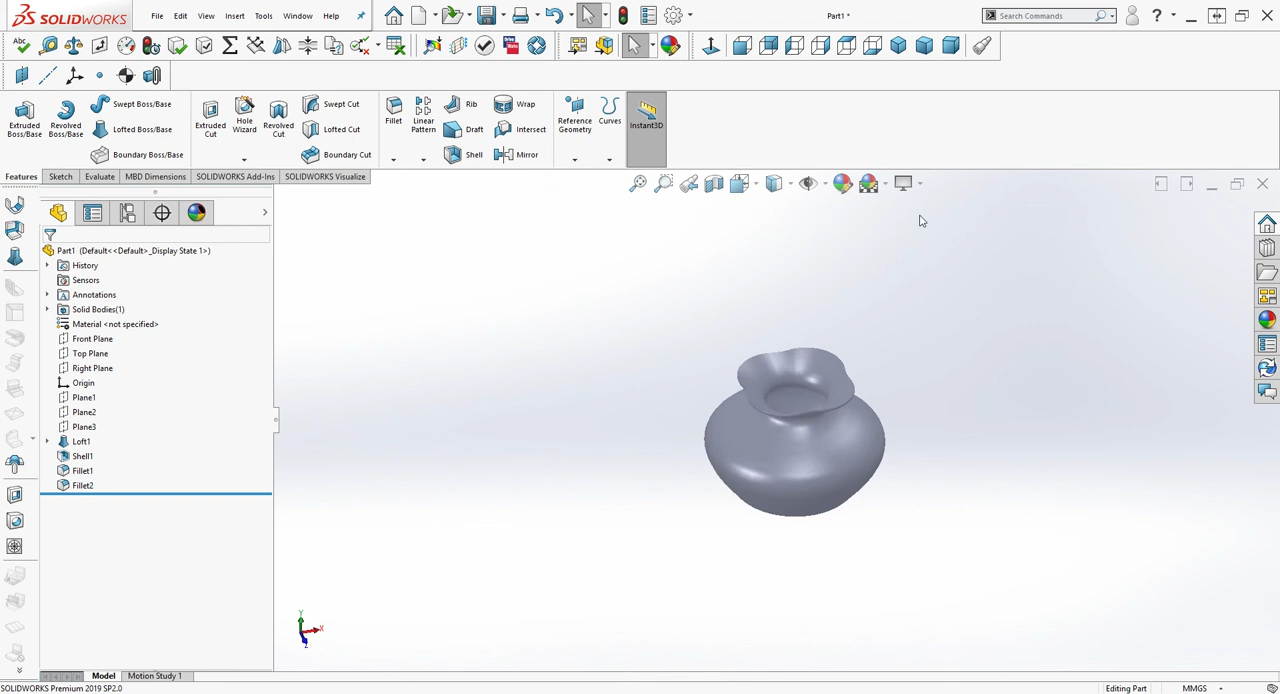 SOLIDWORKS File Edit View Insert Tools Window Help Part1 * Search Commands ?
Extruded Boss/Base
Revolved Boss/Base
Swept Boss/Base
Lofted Boss/Base
Boundary Boss/Base
Extruded Cut
Hole Wizard
Revolved Cut
Swept Cut
Lofted Cut
Boundary Cut
Fillet
Linear Pattern
Rib
Draft
Shell
Wrap
Intersect
Mirror
Reference Geometry
Curves
Instant3D
Features Sketch Evaluate MBD Dimensions SOLIDWORKS Add-Ins SOLIDWORKS Visualize
Part1 (Default<<Default>_Display State 1>)
History
Sensors
Annotations
Solid Bodies(1)
Material <not specified>
Front Plane
Top Plane
Right Plane
Origin
Plane1
Plane2
Plane3
Loft1
Shell1
Fillet1
Fillet2
Y
X
Z
Model Motion Study 1
SOLIDWORKS Premium 2019 SP2.0 Editing Part MMGS